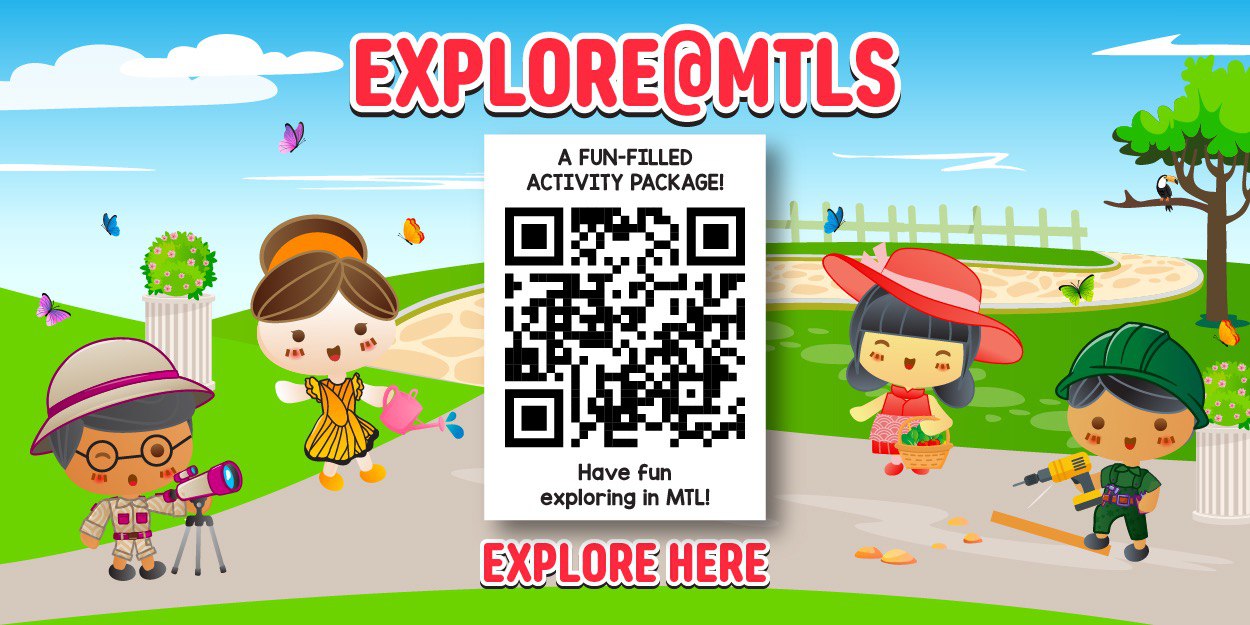 EXPLORE@MTLS
A FUN-FILLED
ACTIVITY PACKAGE!
Have fun
exploring in MTL!
EXPLORE HERE